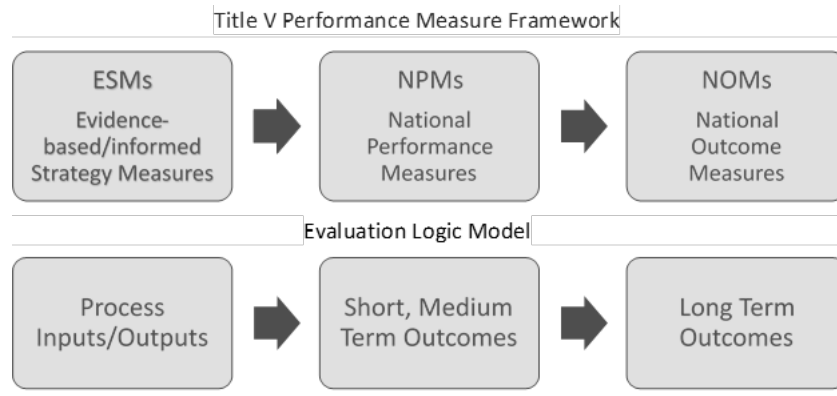 Title V Performance Measure Framework
ESMs
Evidence-
based/informed
Strategy Measures
NPMs
National
Performance
Measures
NOMs
National
Outcome
Measures
Evaluation Logic Model
Process
Inputs/Outputs
Short, Medium
Term Outcomes
Long Term
Outcomes